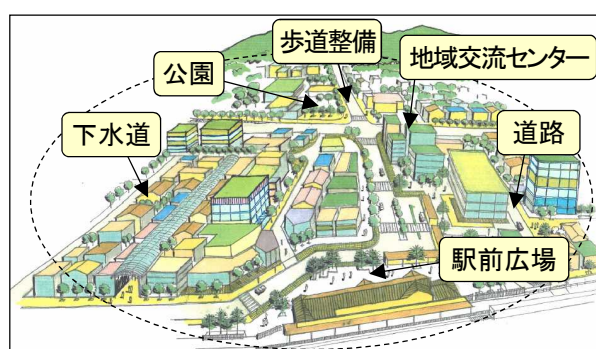 歩道整備
公園
地域交流センター
下水道
道路
駅前広場